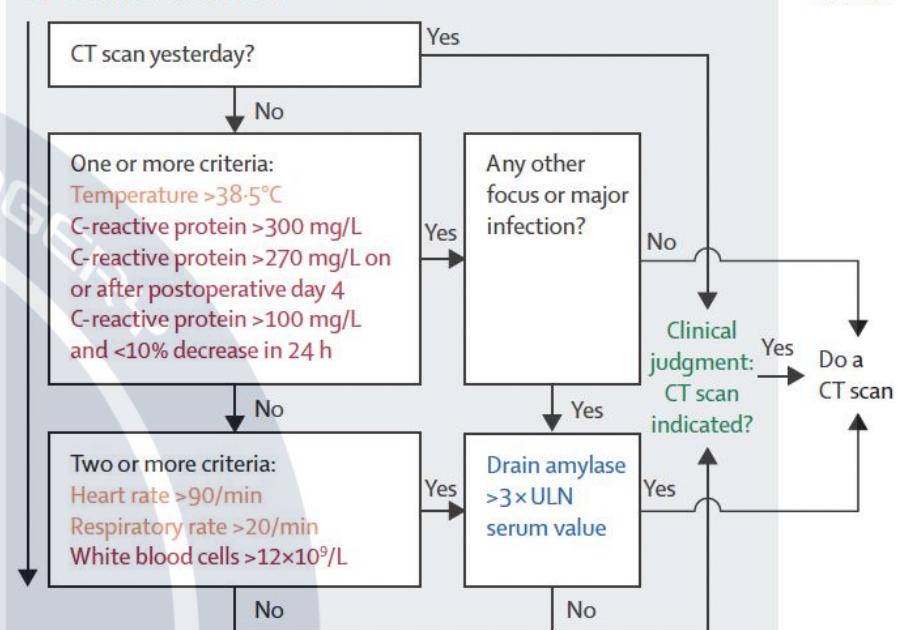 CT scan yesterday?
Yes
No
One or more criteria:
Temperature >38·5°C
C-reactive protein >300 mg/L
C-reactive protein >270 mg/L on
or after postoperative day 4
C-reactive protein >100 mg/L
and <10% decrease in 24 h
Yes
Any other
focus or major
infection?
No
Clinical
judgment:
CT scan
indicated?
Yes
Do a
CT scan
No
Yes
Two or more criteria:
Heart rate >90/min
Respiratory rate >20/min
White blood cells >12×10⁹/L
Yes
Drain amylase
>3×ULN
serum value
Yes
No
No